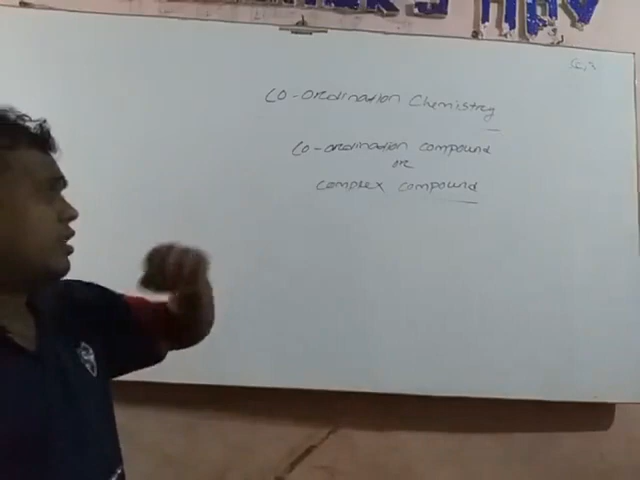 Co-ordination Chemistry
Co-ordination compound
or
complex compound